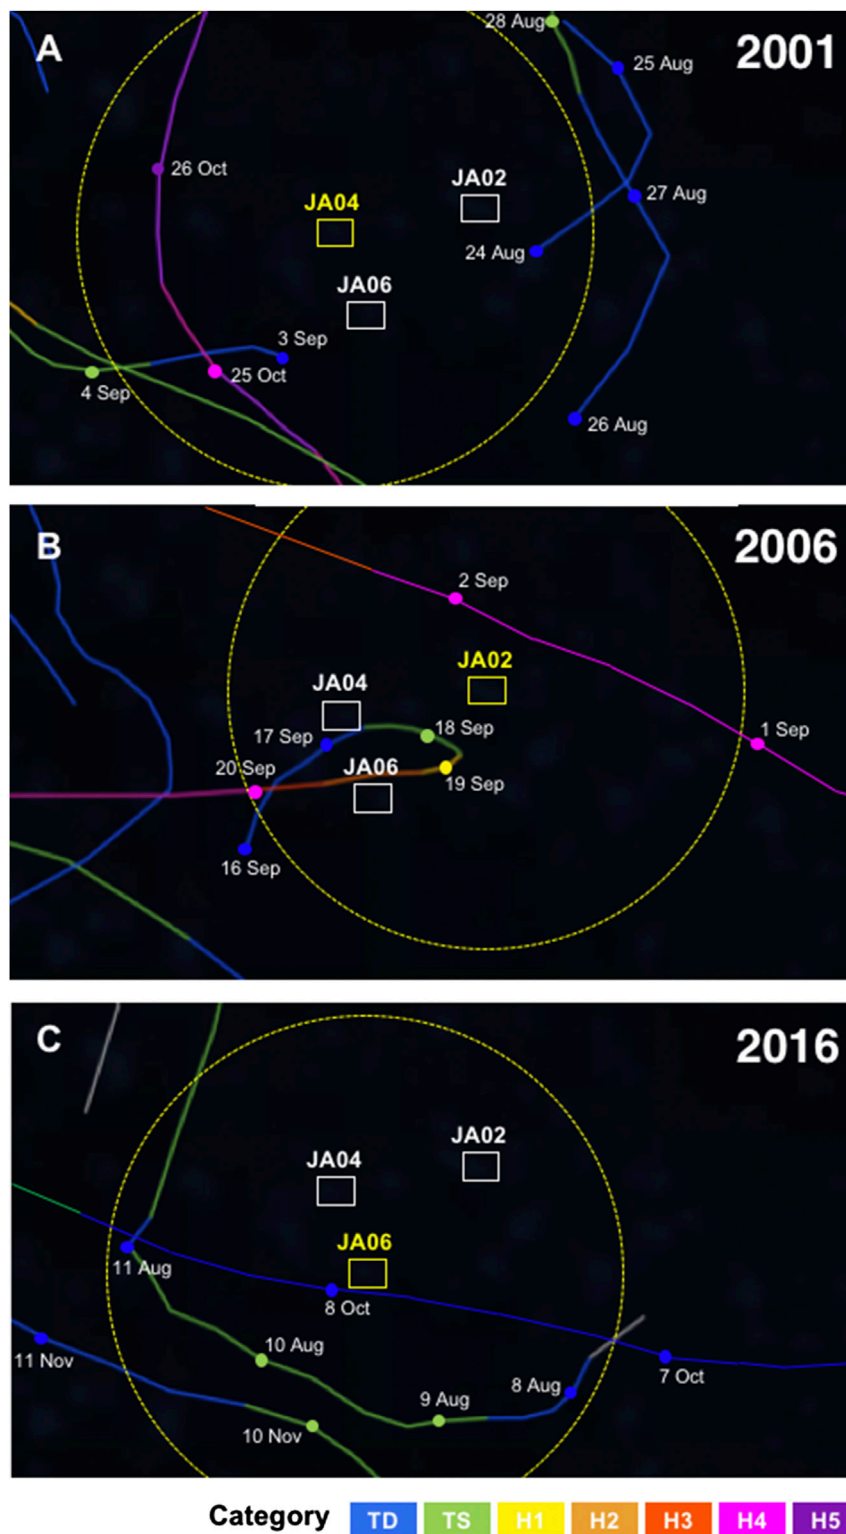 A
2001
28 Aug
25 Aug
26 Oct
JA02
JA04
27 Aug
24 Aug
JA06
3 Sep
25 Oct
4 Sep
26 Aug
B
2006
2 Sep
JA02
JA04
18 Sep
1 Sep
17 Sep
20 Sep
JA06
19 Sep
16 Sep
C
2016
JA02
JA04
JA06
11 Aug
8 Oct
10 Aug
11 Nov
7 Oct
8 Aug
9 Aug
10 Nov
Category TD TS H1 H2 H3 H4 H5